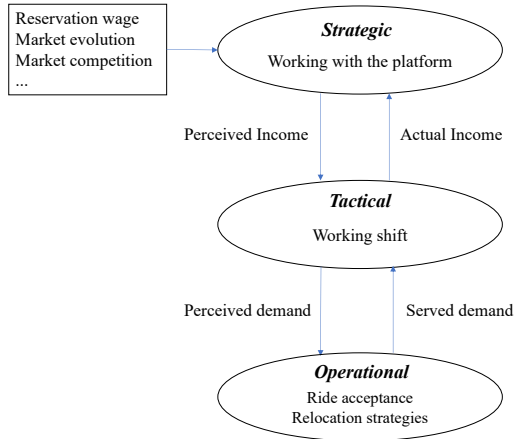 Reservation wage
Market evolution
Market competition
...
Strategic
Working with the platform
Perceived Income
Actual Income
Tactical
Working shift
Perceived demand
Served demand
Operational
Ride acceptance
Relocation strategies